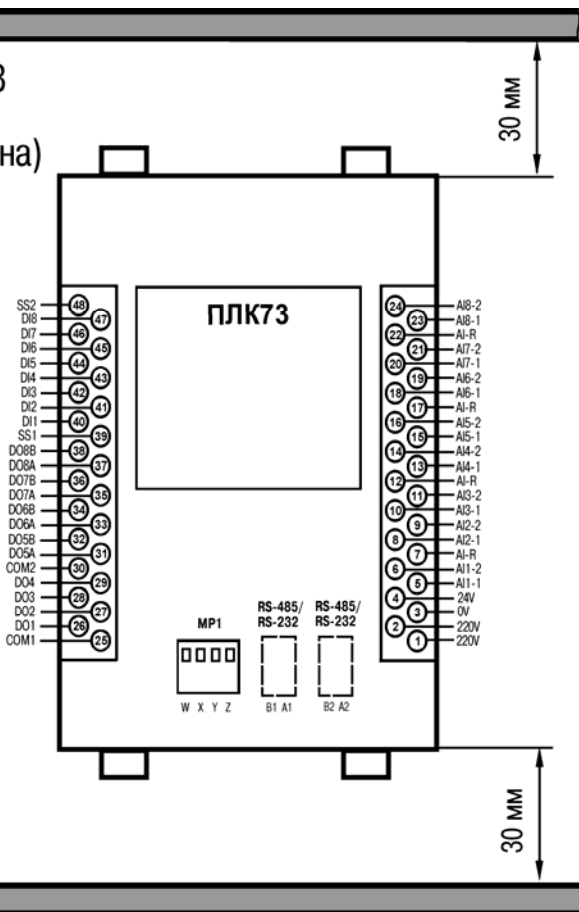 3
на)
30 мм
ПЛК73
SS2 48
DI8 47
DI7 46
DI6 45
DI5 44
DI4 43
DI3 42
DI2 41
DI1 40
SS1 39
DO8B 38
DO8A 37
DO7B 36
DO7A 35
DO6B 34
DO6A 33
DO5B 32
DO5A 31
COM2 30
DO4 29
DO3 28
DO2 27
DO1 26
COM1 25
24 AI8-2
23 AI8-1
22 AI-R
21 AI7-2
20 AI7-1
19 AI6-2
18 AI6-1
17 AI-R
16 AI5-2
15 AI5-1
14 AI4-2
13 AI4-1
12 AI-R
11 AI3-2
10 AI3-1
9 AI2-2
8 AI2-1
7 AI-R
6 AI1-2
5 AI1-1
4 24V
3 0V
2 220V
1 220V
MP1
W X Y Z
RS-485/
RS-232
B1 A1
RS-485/
RS-232
B2 A2
30 мм